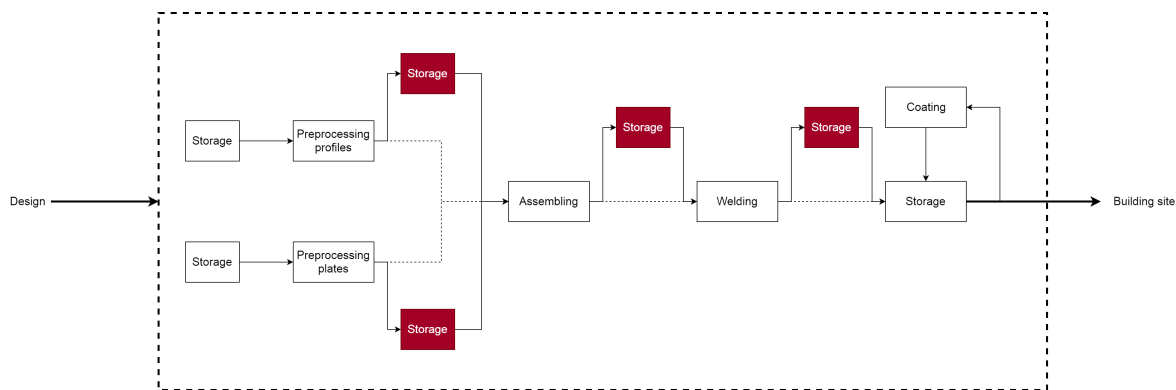 Storage
Storage
Storage
Coating
Storage
Preprocessing
profiles
Design
Assembling
Welding
Storage
Building site
Storage
Preprocessing
plates
Storage